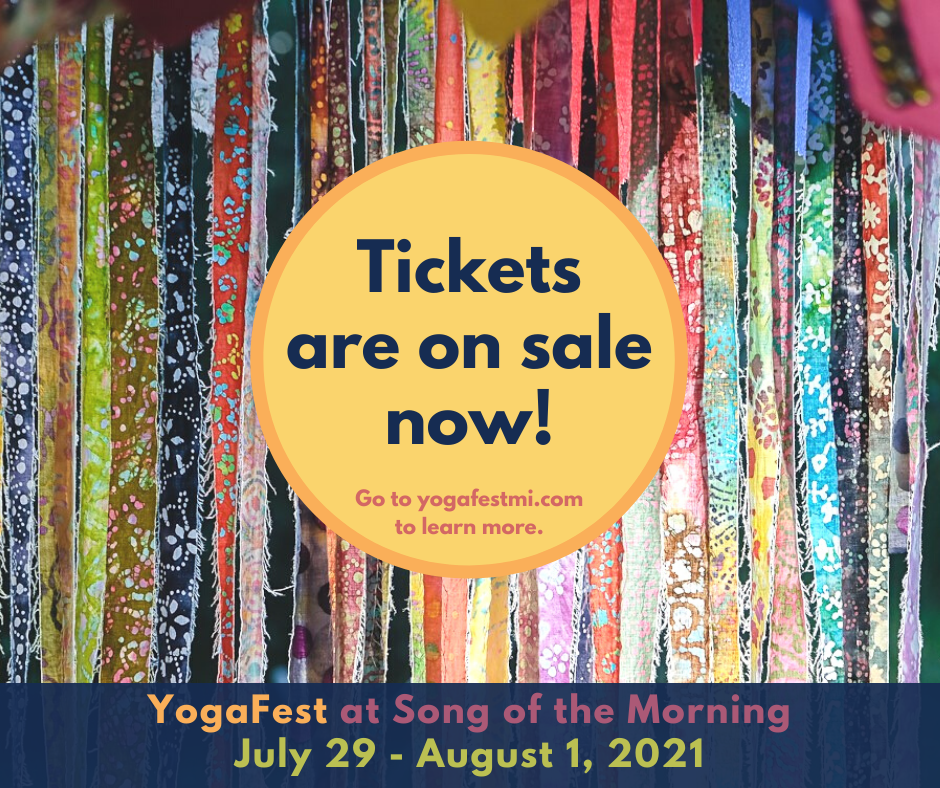 Tickets
are on sale
now!
Go to yogafestmi.com
to learn more.
YogaFest at Song of the Morning
July 29 - August 1, 2021